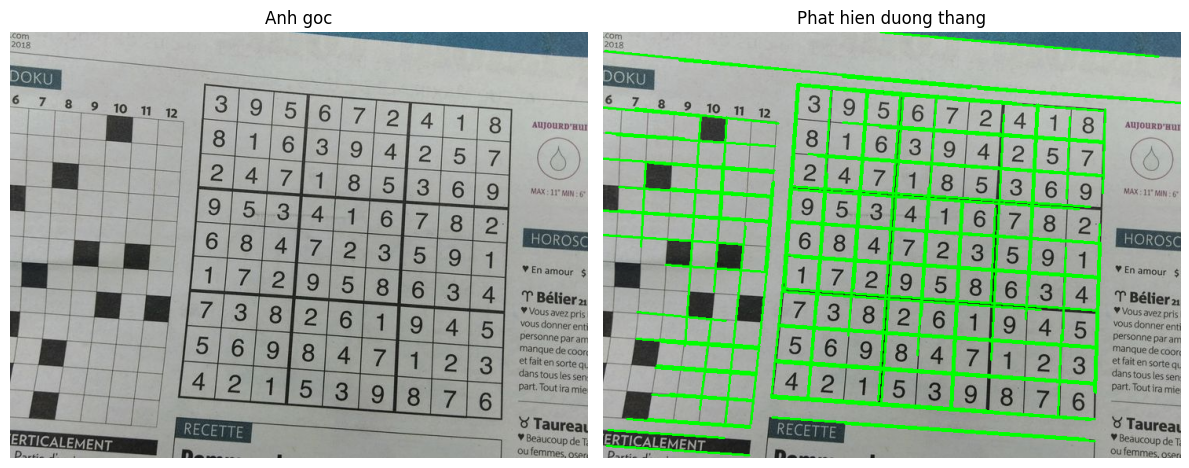 Anh goc
.com
2018
DOKU
6 7 8 9 10 11 12
3 9 5 6 7 2 4 1 8
8 1 6 3 9 4 2 5 7
2 4 7 1 8 5 3 6 9
9 5 3 4 1 6 7 8 2
6 8 4 7 2 3 5 9 1
1 7 2 9 5 8 6 3 4
7 3 8 2 6 1 9 4 5
5 6 9 8 4 7 1 2 3
4 2 1 5 3 9 8 7 6
AUJOURD'HUI
MAX : 11° MIN : 6°
HOROSC
♥ En amour $
♈ Bélier 21
♥ Vous avez pris
vous donner enti
personne par am
manque de coor
et fait en sorte qu
dans tous les sens
part. Tout ira mie
♉ Taureau
♥ Beaucoup de Ta
ou femmes, oser
ERTICALEMENT
RECETTE
Phat hien duong thang
.com
2018
DOKU
6 7 8 9 10 11 12
3 9 5 6 7 2 4 1 8
8 1 6 3 9 4 2 5 7
2 4 7 1 8 5 3 6 9
9 5 3 4 1 6 7 8 2
6 8 4 7 2 3 5 9 1
1 7 2 9 5 8 6 3 4
7 3 8 2 6 1 9 4 5
5 6 9 8 4 7 1 2 3
4 2 1 5 3 9 8 7 6
AUJOURD'HUI
MAX : 11° MIN : 6°
HOROSC
♥ En amour $
♈ Bélier 21
♥ Vous avez pris
vous donner enti
personne par am
manque de coor
et fait en sorte qu
dans tous les sens
part. Tout ira mie
♉ Taureau
♥ Beaucoup de Ta
ou femmes, oser
ERTICALEMENT
RECETTE